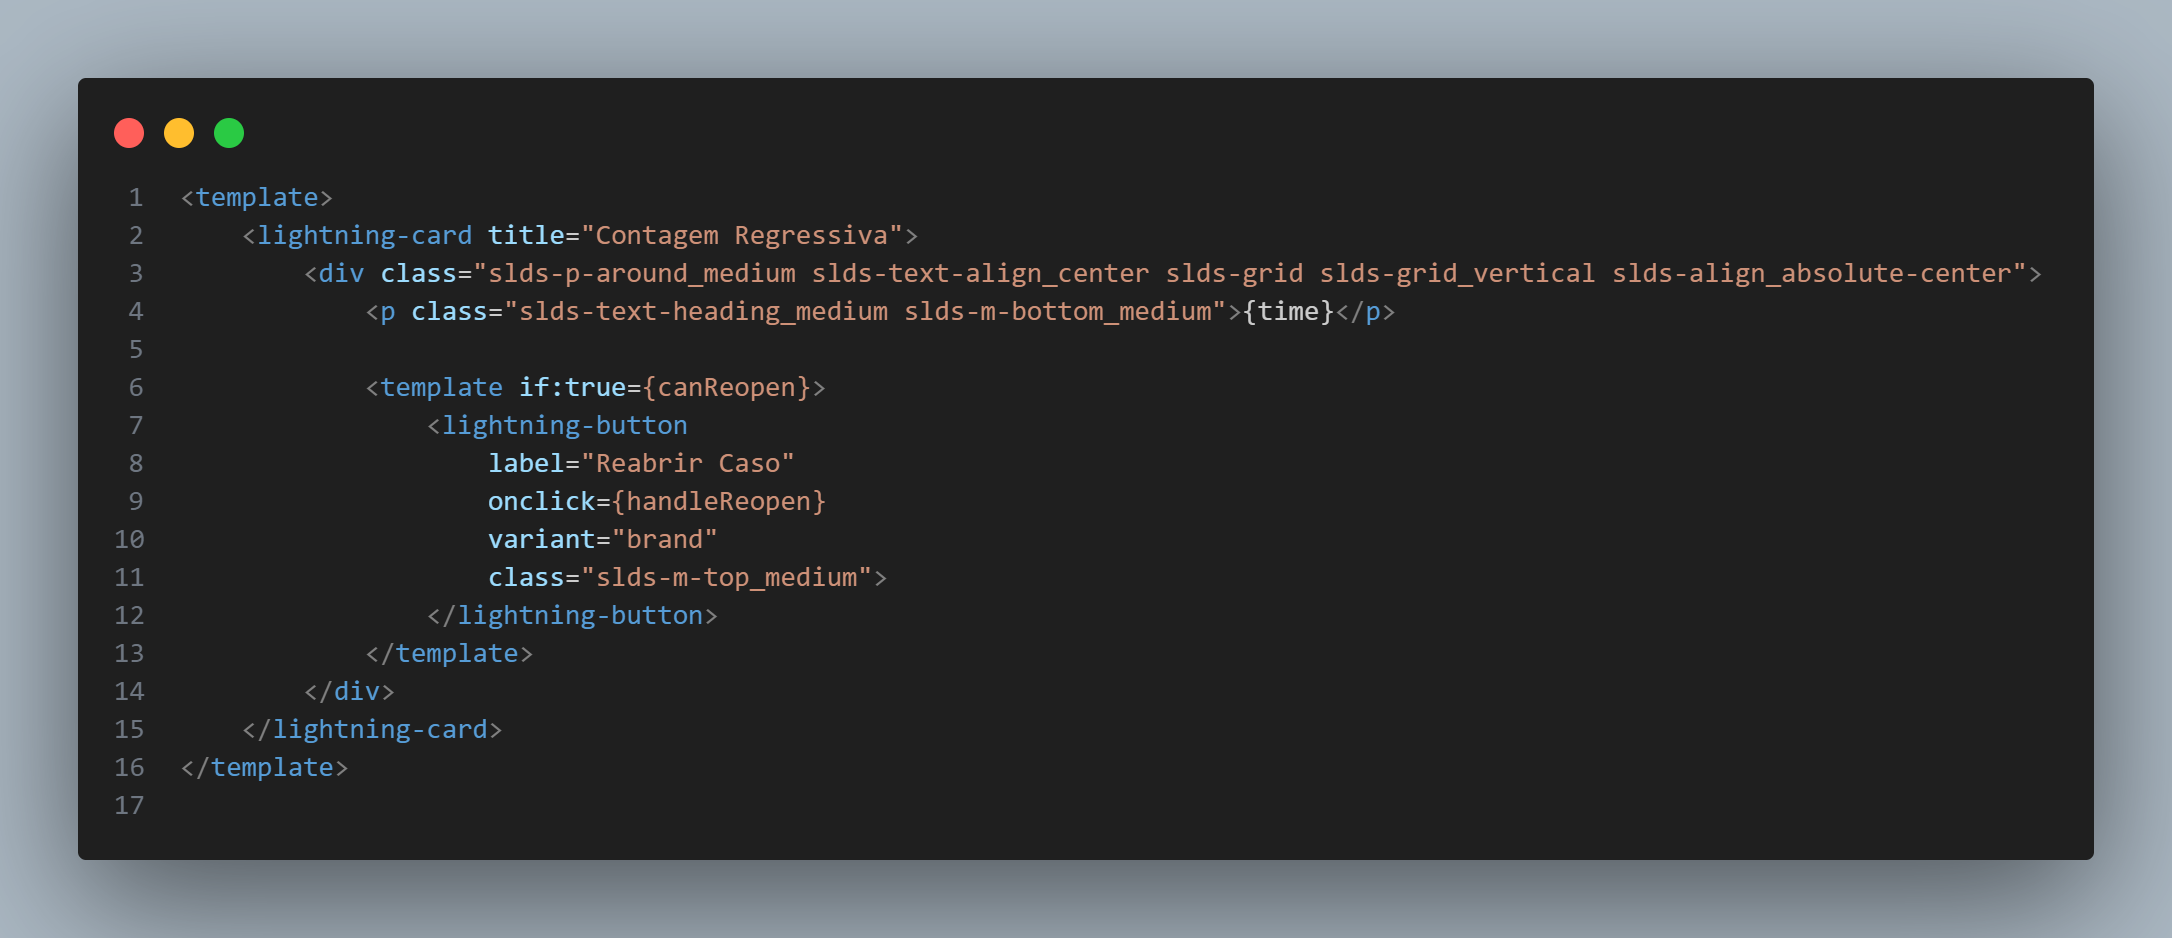 1 <template>
2     <lightning-card title="Contagem Regressiva">
3         <div class="slds-p-around_medium slds-text-align_center slds-grid slds-grid_vertical slds-align_absolute-center">
4             <p class="slds-text-heading_medium slds-m-bottom_medium">{time}</p>
5
6             <template if:true={canReopen}>
7                 <lightning-button
8                     label="Reabrir Caso"
9                     onclick={handleReopen}
10                     variant="brand"
11                     class="slds-m-top_medium">
12                 </lightning-button>
13             </template>
14         </div>
15     </lightning-card>
16 </template>
17